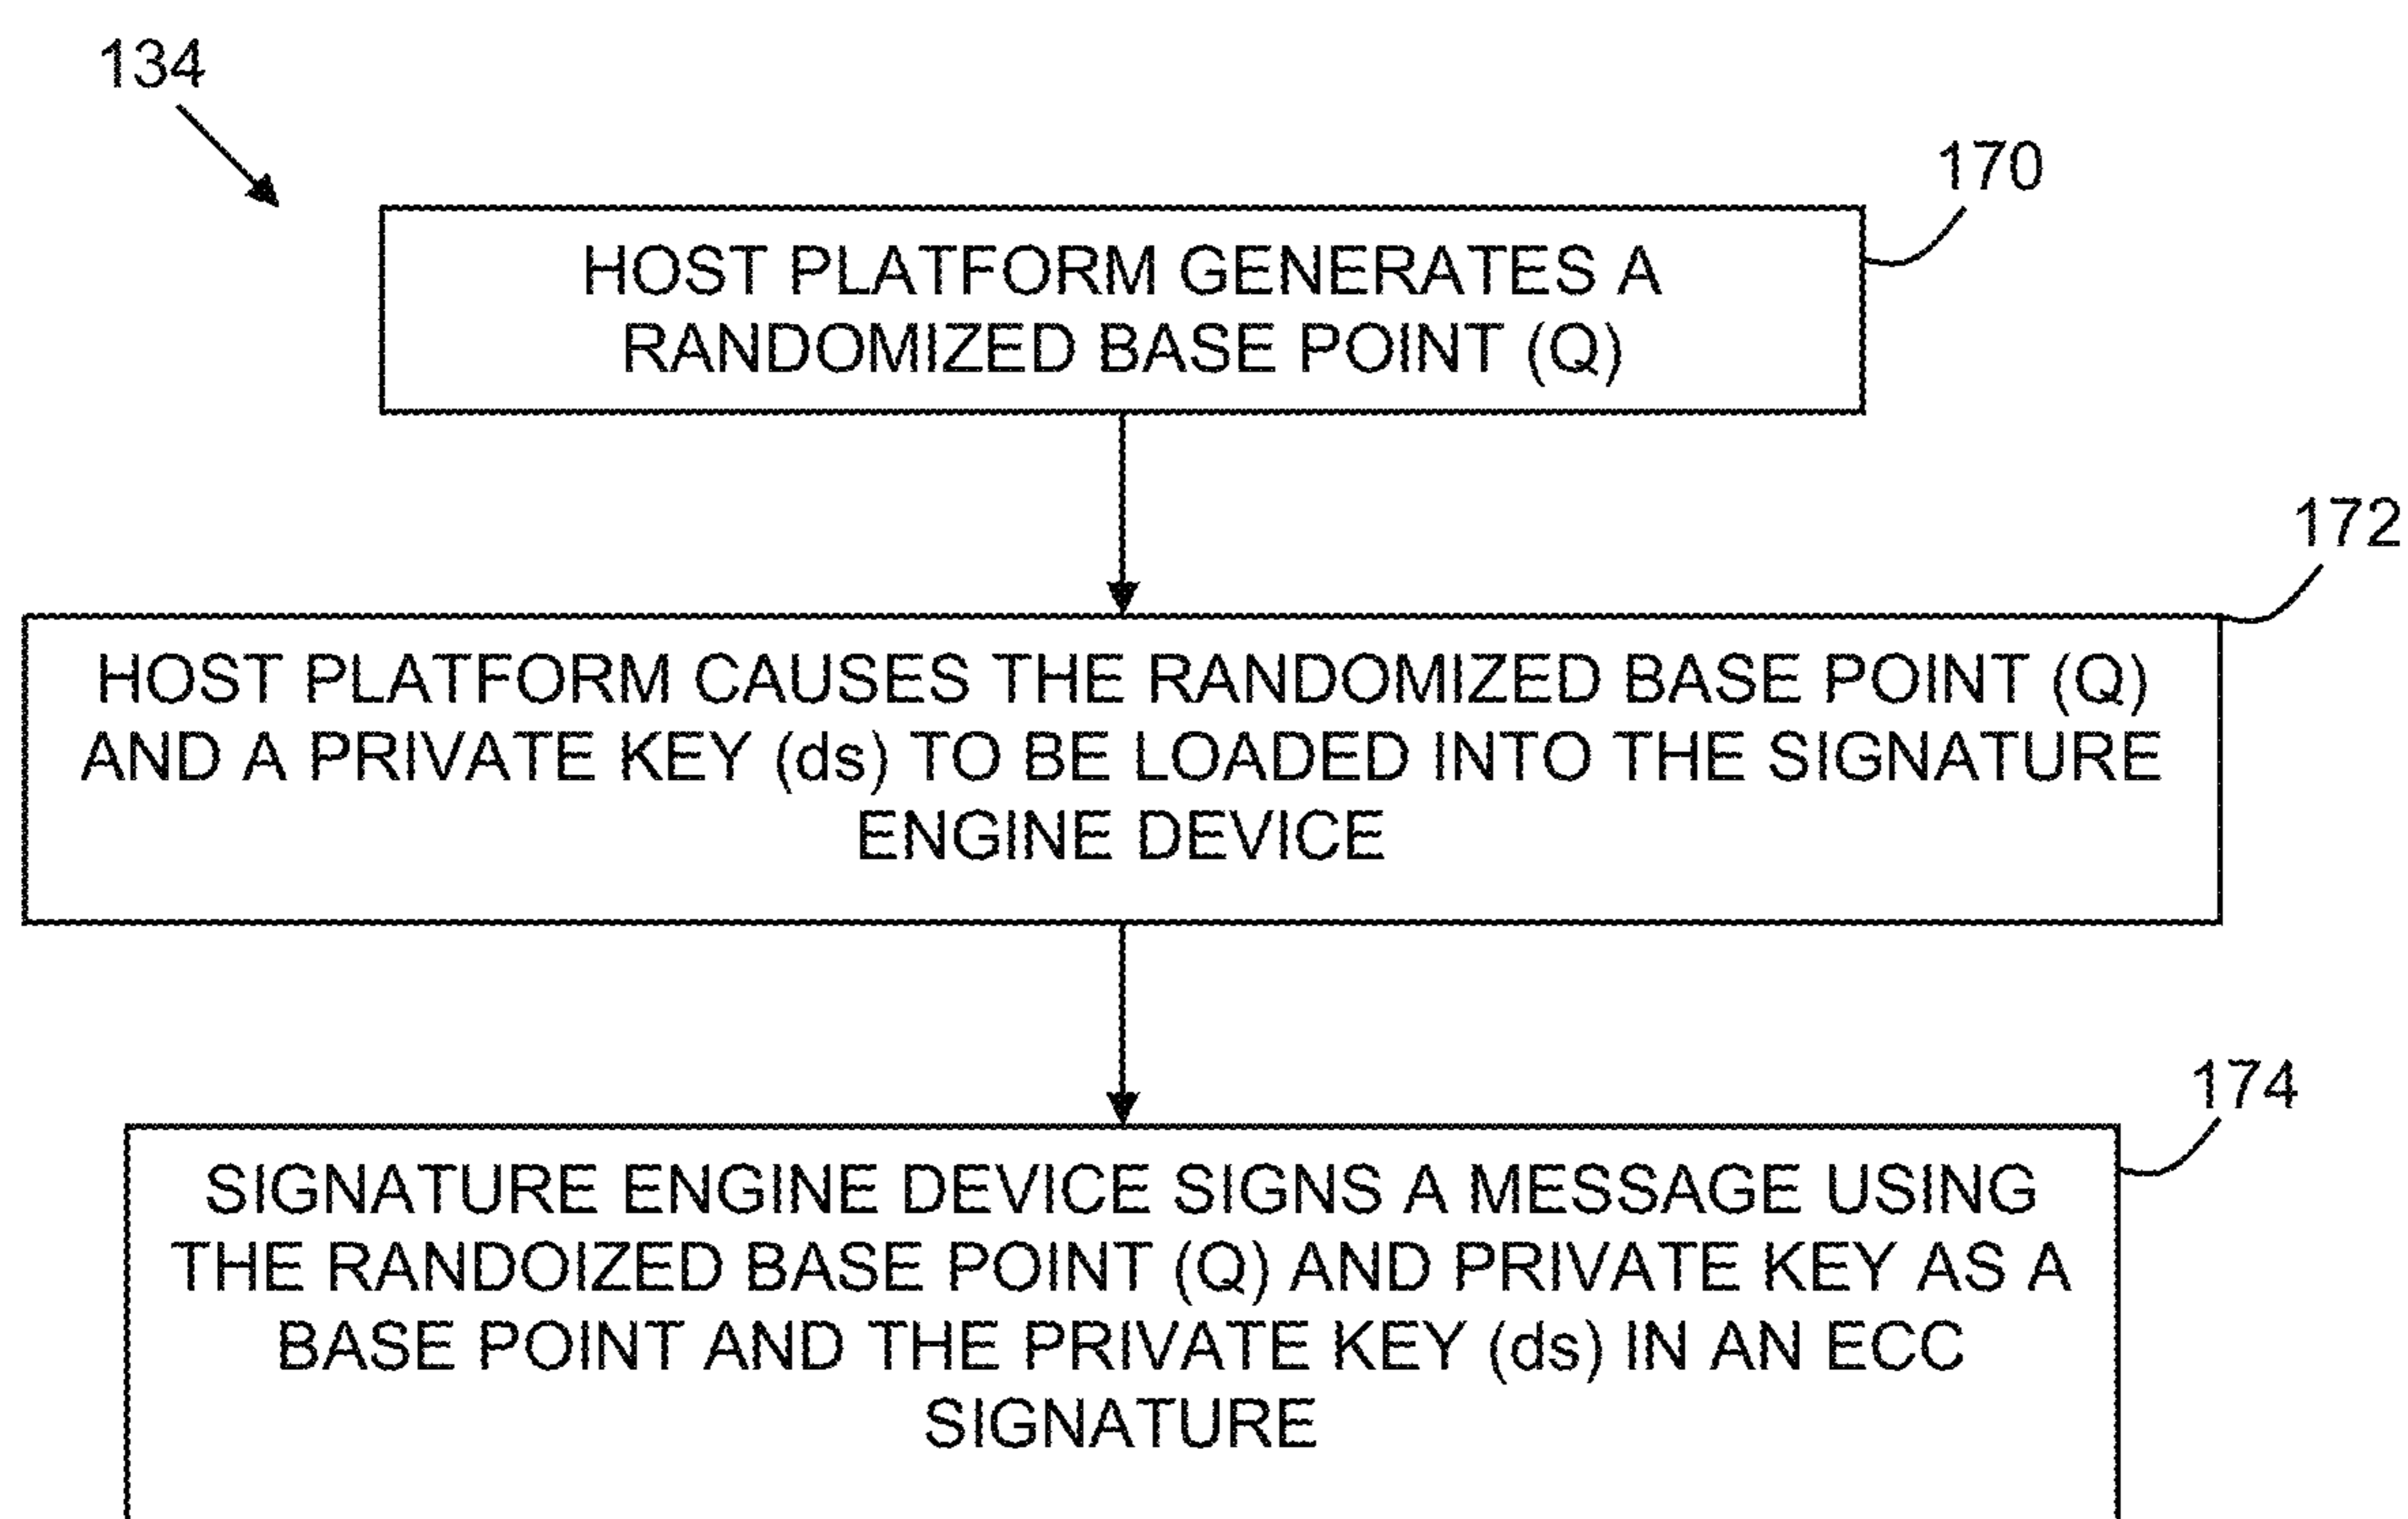 134
170
HOST PLATFORM GENERATES A
RANDOMIZED BASE POINT (Q)
172
HOST PLATFORM CAUSES THE RANDOMIZED BASE POINT (Q)
AND A PRIVATE KEY (ds) TO BE LOADED INTO THE SIGNATURE
ENGINE DEVICE
174
SIGNATURE ENGINE DEVICE SIGNS A MESSAGE USING
THE RANDOIZED BASE POINT (Q) AND PRIVATE KEY AS A
BASE POINT AND THE PRIVATE KEY (ds) IN AN ECC
SIGNATURE